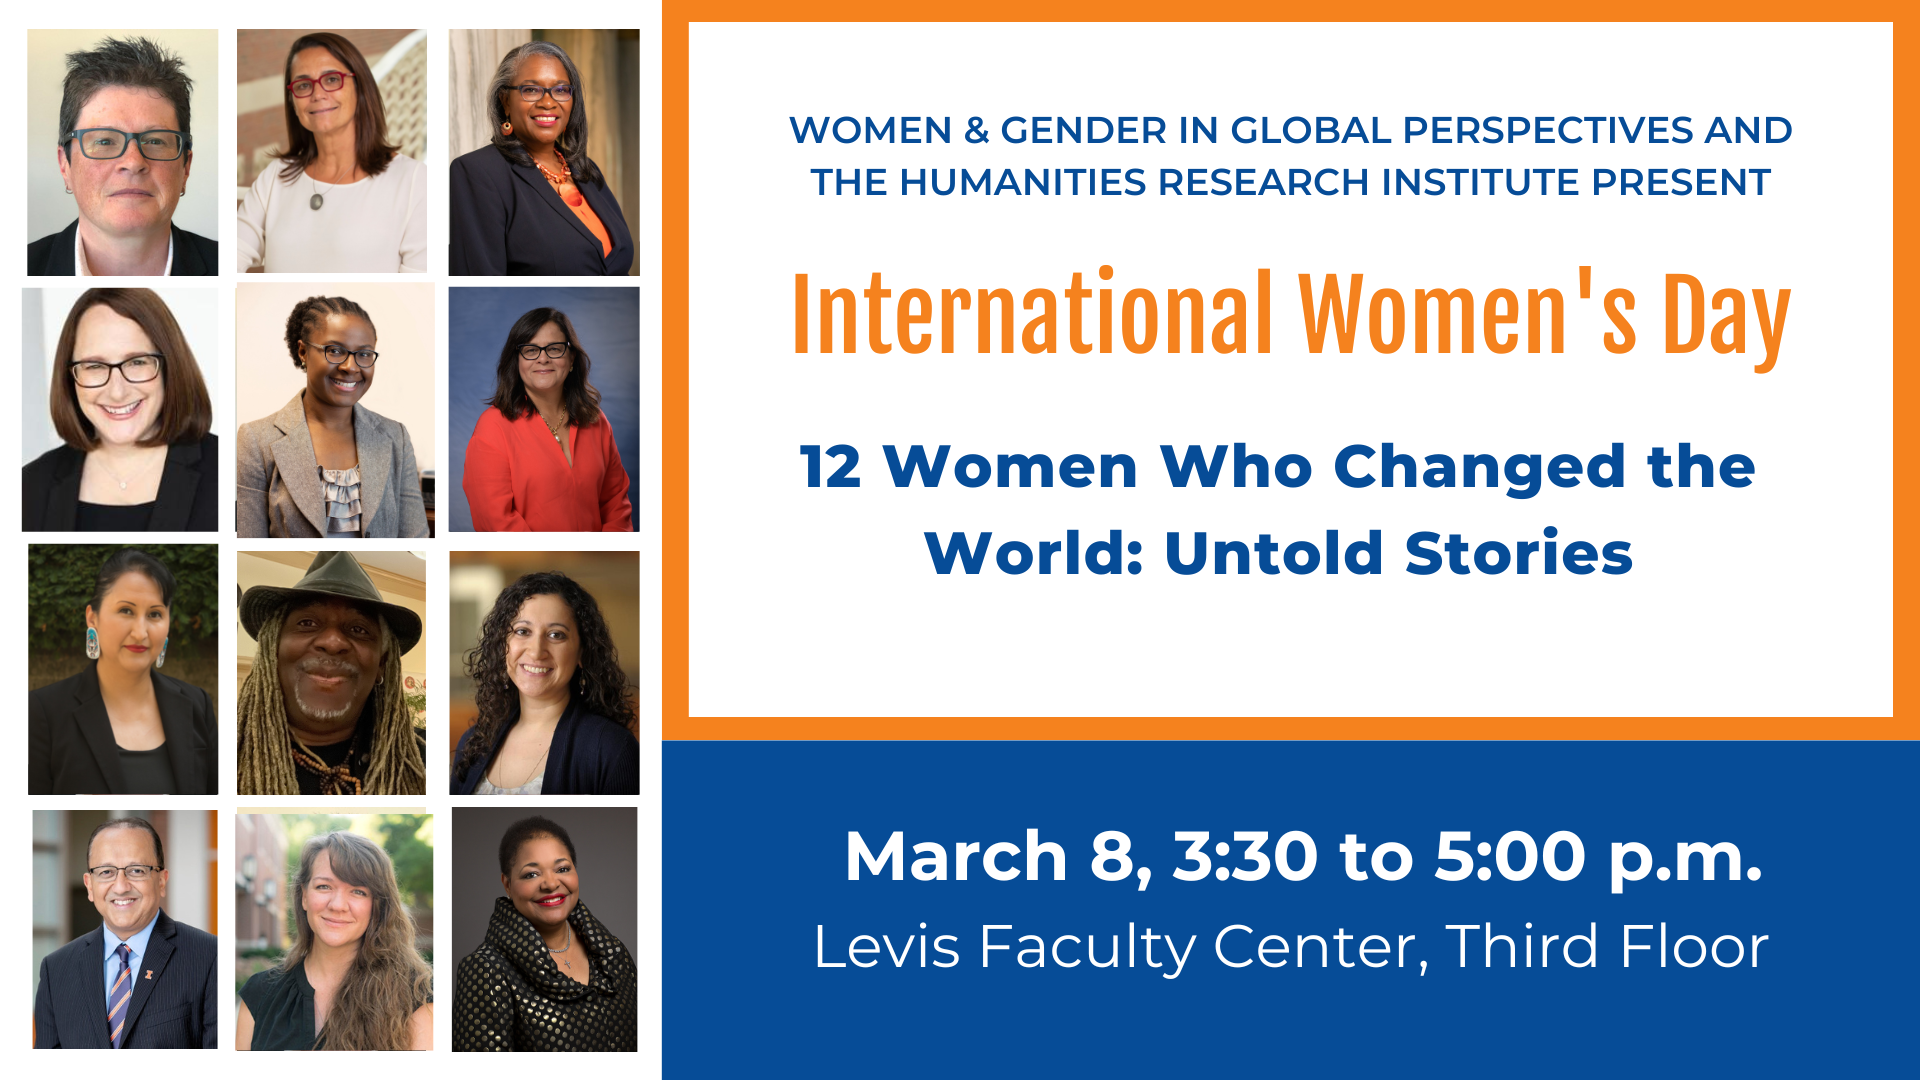 WOMEN & GENDER IN GLOBAL PERSPECTIVES AND
THE HUMANITIES RESEARCH INSTITUTE PRESENT
International Women's Day
12 Women Who Changed the
World: Untold Stories
March 8, 3:30 to 5:00 p.m.
Levis Faculty Center, Third Floor